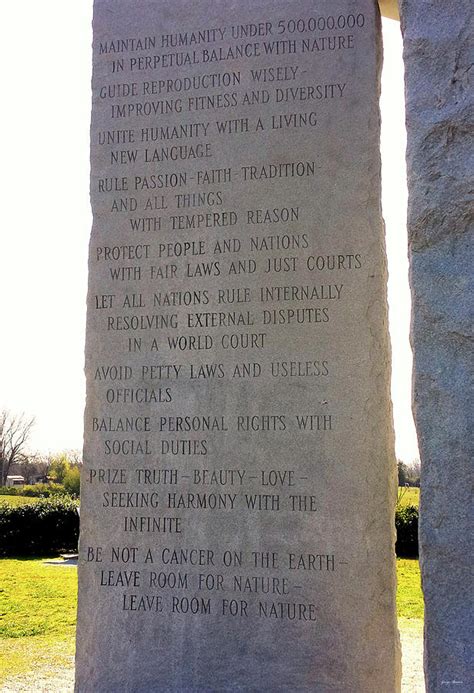 MAINTAIN HUMANITY UNDER 500,000,000
IN PERPETUAL BALANCE WITH NATURE
GUIDE REPRODUCTION WISELY-
IMPROVING FITNESS AND DIVERSITY
UNITE HUMANITY WITH A LIVING
NEW LANGUAGE
RULE PASSION-FAITH TRADITION
AND ALL THINGS
WITH TEMPERED REASON
PROTECT PEOPLE AND NATIONS
WITH FAIR LAWS AND JUST COURTS
LET ALL NATIONS RULE INTERNALLY
RESOLVING EXTERNAL DISPUTES
IN A WORLD COURT
AVOID PETTY LAWS AND USELESS
OFFICIALS
BALANCE PERSONAL RIGHTS WITH
SOCIAL DUTIES
PRIZE TRUTH-BEAUTY-LOVE-
SEEKING HARMONY WITH THE
INFINITE
BE NOT A CANCER ON THE EARTH-
LEAVE ROOM FOR NATURE-
LEAVE ROOM FOR NATURE